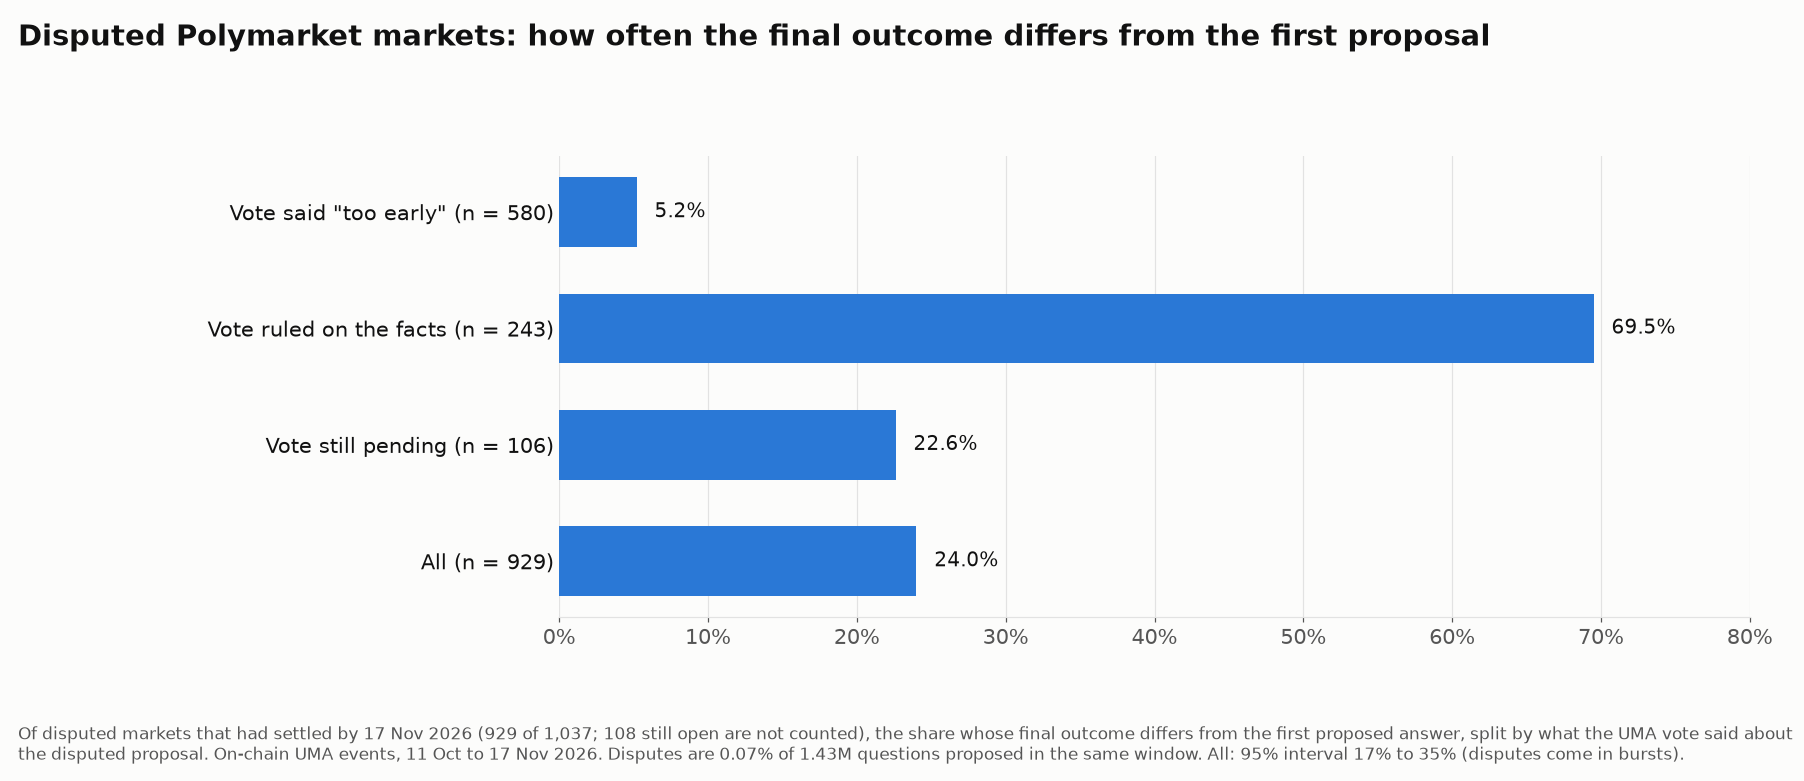 Disputed Polymarket markets: how often the final outcome differs from the first proposal
Vote said "too early" (n = 580)
5.2%
Vote ruled on the facts (n = 243)
69.5%
Vote still pending (n = 106)
22.6%
All (n = 929)
24.0%
0% 10% 20% 30% 40% 50% 60% 70% 80%
Of disputed markets that had settled by 17 Nov 2026 (929 of 1,037; 108 still open are not counted), the share whose final outcome differs from the first proposed answer, split by what the UMA vote said about
the disputed proposal. On-chain UMA events, 11 Oct to 17 Nov 2026. Disputes are 0.07% of 1.43M questions proposed in the same window. All: 95% interval 17% to 35% (disputes come in bursts).